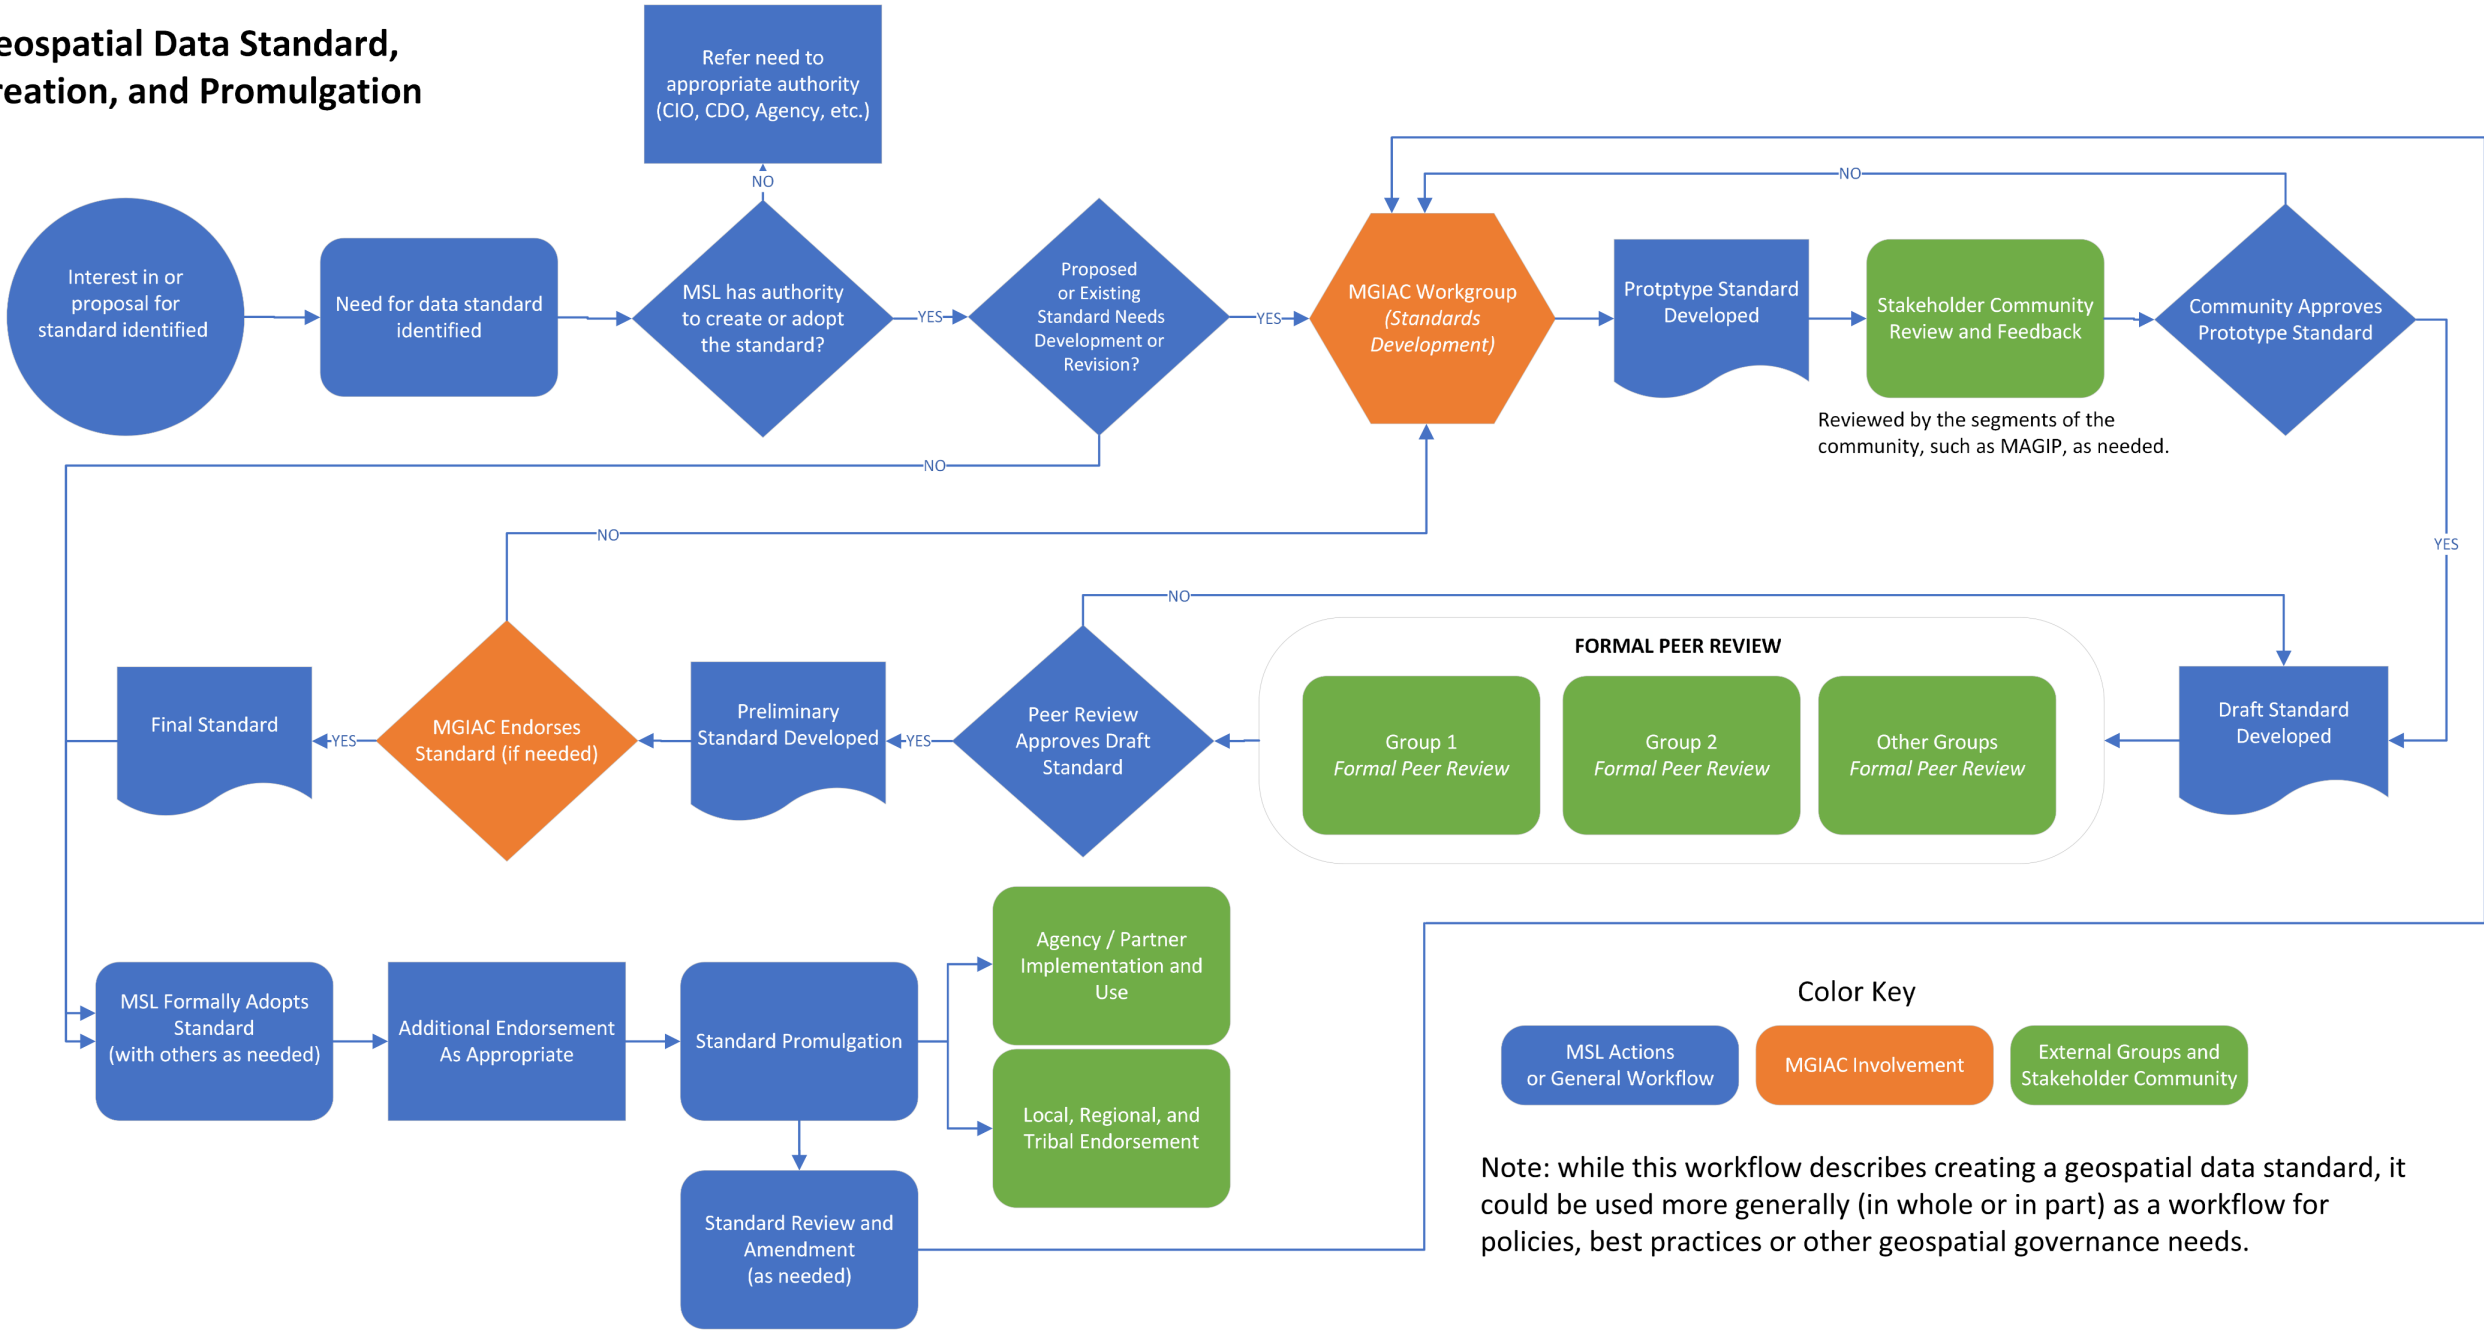 eospatial Data Standard,
reation, and Promulgation
Refer need to
appropriate authority
(CIO, CDO, Agency, etc.)
NO
Interest in or
proposal for
standard identified
Need for data standard
identified
MSL has authority
to create or adopt
the standard?
YES
Proposed
or Existing
Standard Needs
Development or
Revision?
YES
MGIAC Workgroup
(Standards
Development)
Protptype Standard
Developed
Stakeholder Community
Review and Feedback
Reviewed by the segments of the
community, such as MAGIP, as needed.
NO
Community Approves
Prototype Standard
YES
NO
NO
NO
Final Standard
YES
MGIAC Endorses
Standard (if needed)
Preliminary
Standard Developed
YES
Peer Review
Approves Draft
Standard
FORMAL PEER REVIEW
Group 1
Formal Peer Review
Group 2
Formal Peer Review
Other Groups
Formal Peer Review
Draft Standard
Developed
MSL Formally Adopts
Standard
(with others as needed)
Additional Endorsement
As Appropriate
Standard Promulgation
Agency / Partner
Implementation and
Use
Local, Regional, and
Tribal Endorsement
Standard Review and
Amendment
(as needed)
Color Key
MSL Actions
or General Workflow
MGIAC Involvement
External Groups and
Stakeholder Community
Note: while this workflow describes creating a geospatial data standard, it
could be used more generally (in whole or in part) as a workflow for
policies, best practices or other geospatial governance needs.